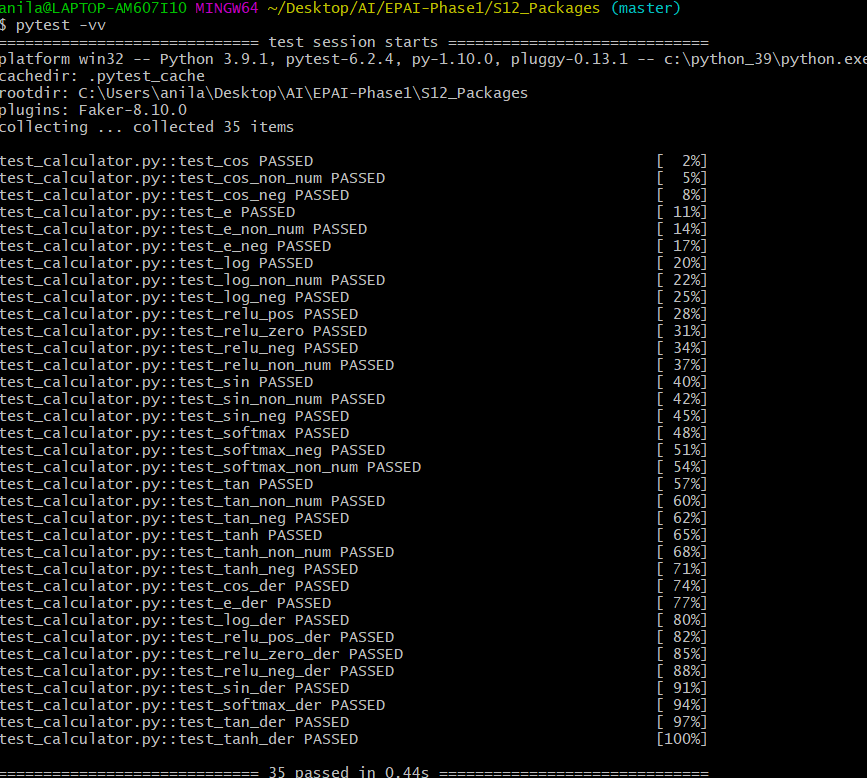 anila@LAPTOP-AM607I10 MINGW64 ~/Desktop/AI/EPAI-Phase1/S12_Packages (master)
$ pytest -vv
============================= test session starts =============================
platform win32 -- Python 3.9.1, pytest-6.2.4, py-1.10.0, pluggy-0.13.1 -- c:\python_39\python.exe
cachedir: .pytest_cache
rootdir: C:\Users\anila\Desktop\AI\EPAI-Phase1\S12_Packages
plugins: Faker-8.10.0
collecting ... collected 35 items
test_calculator.py::test_cos PASSED [  2%]
test_calculator.py::test_cos_non_num PASSED [  5%]
test_calculator.py::test_cos_neg PASSED [  8%]
test_calculator.py::test_e PASSED [ 11%]
test_calculator.py::test_e_non_num PASSED [ 14%]
test_calculator.py::test_e_neg PASSED [ 17%]
test_calculator.py::test_log PASSED [ 20%]
test_calculator.py::test_log_non_num PASSED [ 22%]
test_calculator.py::test_log_neg PASSED [ 25%]
test_calculator.py::test_relu_pos PASSED [ 28%]
test_calculator.py::test_relu_zero PASSED [ 31%]
test_calculator.py::test_relu_neg PASSED [ 34%]
test_calculator.py::test_relu_non_num PASSED [ 37%]
test_calculator.py::test_sin PASSED [ 40%]
test_calculator.py::test_sin_non_num PASSED [ 42%]
test_calculator.py::test_sin_neg PASSED [ 45%]
test_calculator.py::test_softmax PASSED [ 48%]
test_calculator.py::test_softmax_neg PASSED [ 51%]
test_calculator.py::test_softmax_non_num PASSED [ 54%]
test_calculator.py::test_tan PASSED [ 57%]
test_calculator.py::test_tan_non_num PASSED [ 60%]
test_calculator.py::test_tan_neg PASSED [ 62%]
test_calculator.py::test_tanh PASSED [ 65%]
test_calculator.py::test_tanh_non_num PASSED [ 68%]
test_calculator.py::test_tanh_neg PASSED [ 71%]
test_calculator.py::test_cos_der PASSED [ 74%]
test_calculator.py::test_e_der PASSED [ 77%]
test_calculator.py::test_log_der PASSED [ 80%]
test_calculator.py::test_relu_pos_der PASSED [ 82%]
test_calculator.py::test_relu_zero_der PASSED [ 85%]
test_calculator.py::test_relu_neg_der PASSED [ 88%]
test_calculator.py::test_sin_der PASSED [ 91%]
test_calculator.py::test_softmax_der PASSED [ 94%]
test_calculator.py::test_tan_der PASSED [ 97%]
test_calculator.py::test_tanh_der PASSED [100%]
============================= 35 passed in 0.44s ==============================